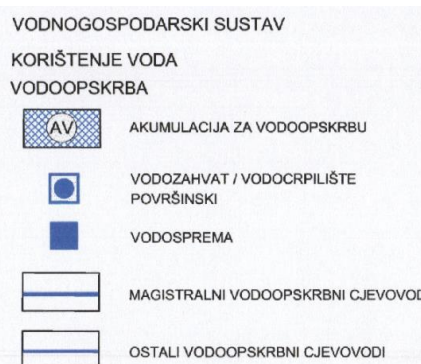 VODNOGOSPODARSKI SUSTAV
KORIŠTENJE VODA
VODOOPSKRBA
AV
AKUMULACIJA ZA VODOOPSKRBU
VODOZAHVAT / VODOCRPILIŠTE
POVRŠINSKI
VODOSPREMA
MAGISTRALNI VODOOPSKRBNI CJEVOVOD
OSTALI VODOOPSKRBNI CJEVOVODI